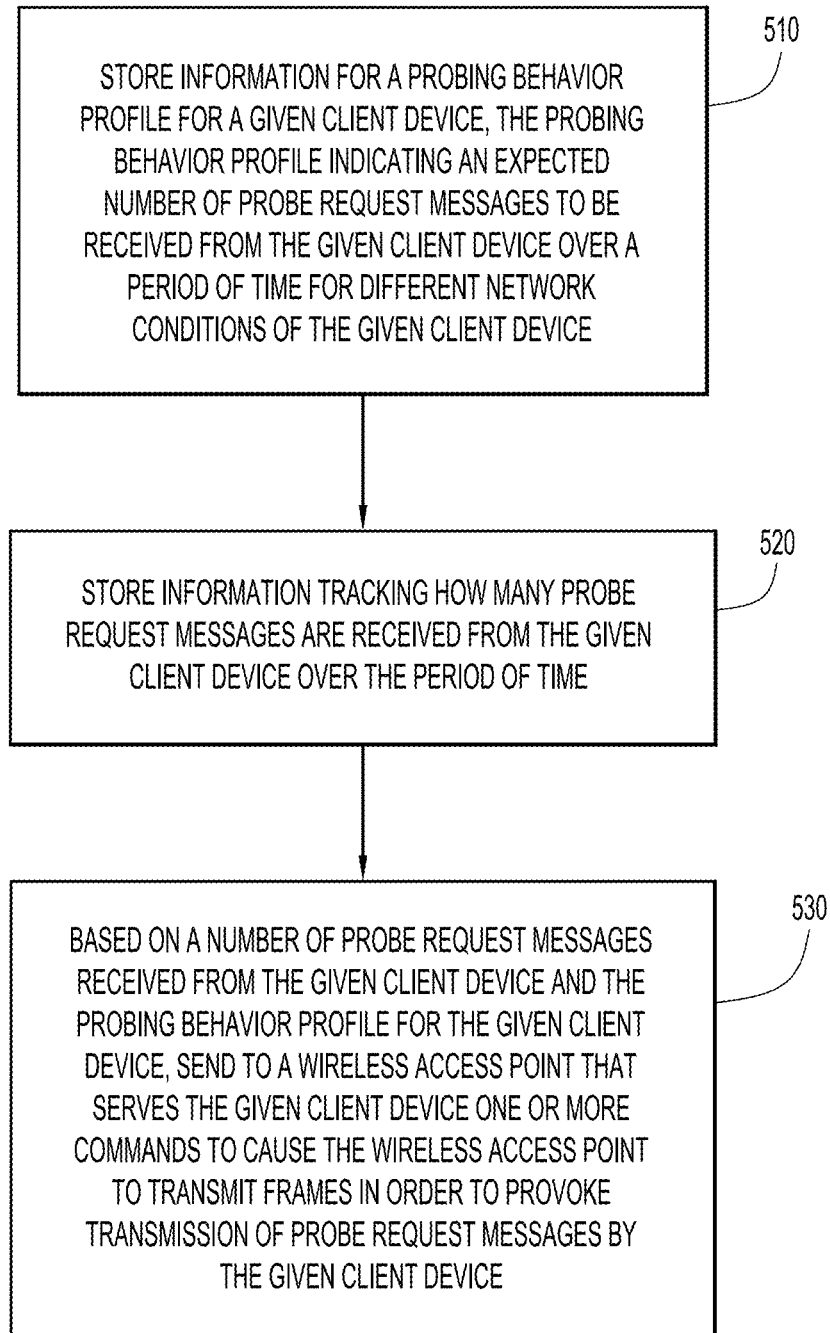 510
STORE INFORMATION FOR A PROBING BEHAVIOR
PROFILE FOR A GIVEN CLIENT DEVICE, THE PROBING
BEHAVIOR PROFILE INDICATING AN EXPECTED
NUMBER OF PROBE REQUEST MESSAGES TO BE
RECEIVED FROM THE GIVEN CLIENT DEVICE OVER A
PERIOD OF TIME FOR DIFFERENT NETWORK
CONDITIONS OF THE GIVEN CLIENT DEVICE
520
STORE INFORMATION TRACKING HOW MANY PROBE
REQUEST MESSAGES ARE RECEIVED FROM THE GIVEN
CLIENT DEVICE OVER THE PERIOD OF TIME
530
BASED ON A NUMBER OF PROBE REQUEST MESSAGES
RECEIVED FROM THE GIVEN CLIENT DEVICE AND THE
PROBING BEHAVIOR PROFILE FOR THE GIVEN CLIENT
DEVICE, SEND TO A WIRELESS ACCESS POINT THAT
SERVES THE GIVEN CLIENT DEVICE ONE OR MORE
COMMANDS TO CAUSE THE WIRELESS ACCESS POINT
TO TRANSMIT FRAMES IN ORDER TO PROVOKE
TRANSMISSION OF PROBE REQUEST MESSAGES BY
THE GIVEN CLIENT DEVICE